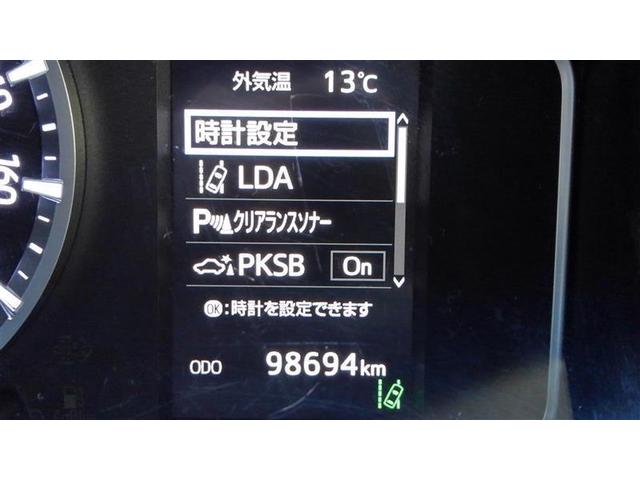 外気温 13℃
時計設定
LDA
P クリアランスソナー
PKSB On
OK:時計を設定できます
ODO 98694km
160